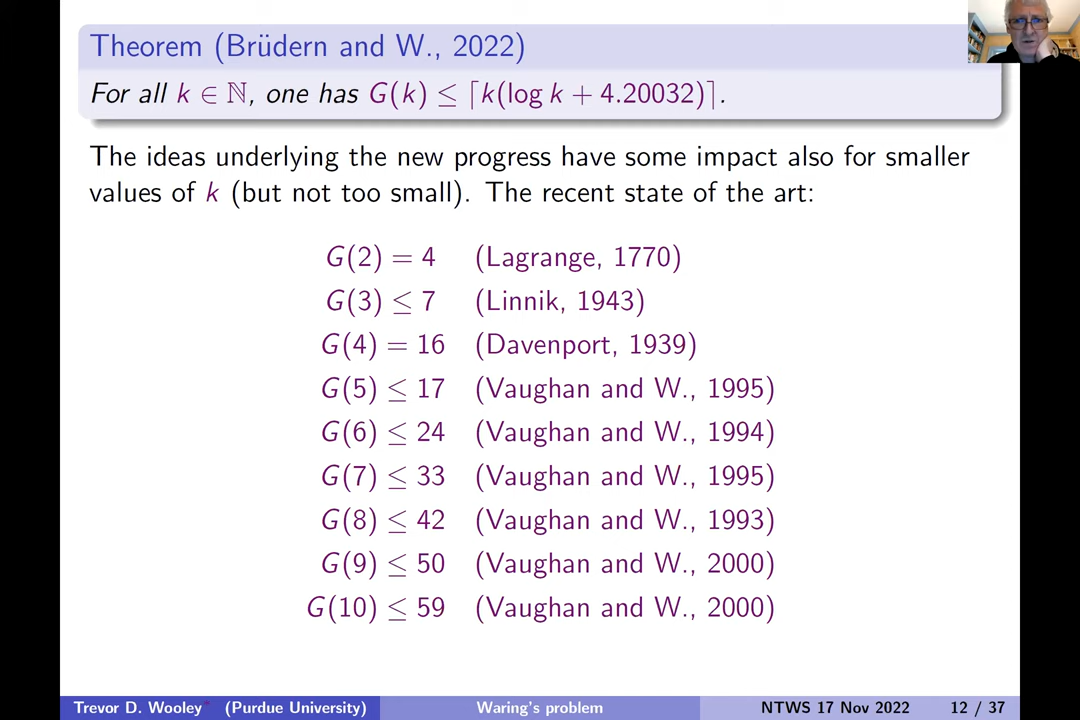 Theorem (Brüdern and W., 2022)
For all k ∈ ℕ, one has G(k) ≤ ⌈k(log k + 4.20032)⌉.
The ideas underlying the new progress have some impact also for smaller
values of k (but not too small). The recent state of the art:
G(2) = 4 (Lagrange, 1770)
G(3) ≤ 7 (Linnik, 1943)
G(4) = 16 (Davenport, 1939)
G(5) ≤ 17 (Vaughan and W., 1995)
G(6) ≤ 24 (Vaughan and W., 1994)
G(7) ≤ 33 (Vaughan and W., 1995)
G(8) ≤ 42 (Vaughan and W., 1993)
G(9) ≤ 50 (Vaughan and W., 2000)
G(10) ≤ 59 (Vaughan and W., 2000)
Trevor D. Wooley* (Purdue University) Waring's problem NTWS 17 Nov 2022 12 / 37